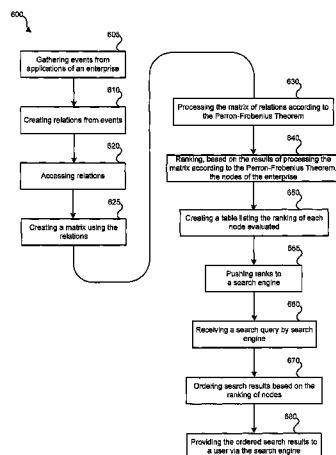 600
605
Gathering events from
applications of an enterprise
610
Creating relations from events
620
Accessing relations
625
Creating a matrix using the
relations
630
Processing the matrix of relations according to
the Perron-Frobenius Theorem
640
Ranking, based on the results of processing the
matrix according to the Perron-Frobenius Theorem,
the nodes of the enterprise
650
Creating a table listing the ranking of each
node evaluated
655
Pushing ranks to
a search engine
660
Receiving a search query by search
engine
670
Ordering search results based on the
ranking of nodes
680
Providing the ordered search results to
a user via the search engine